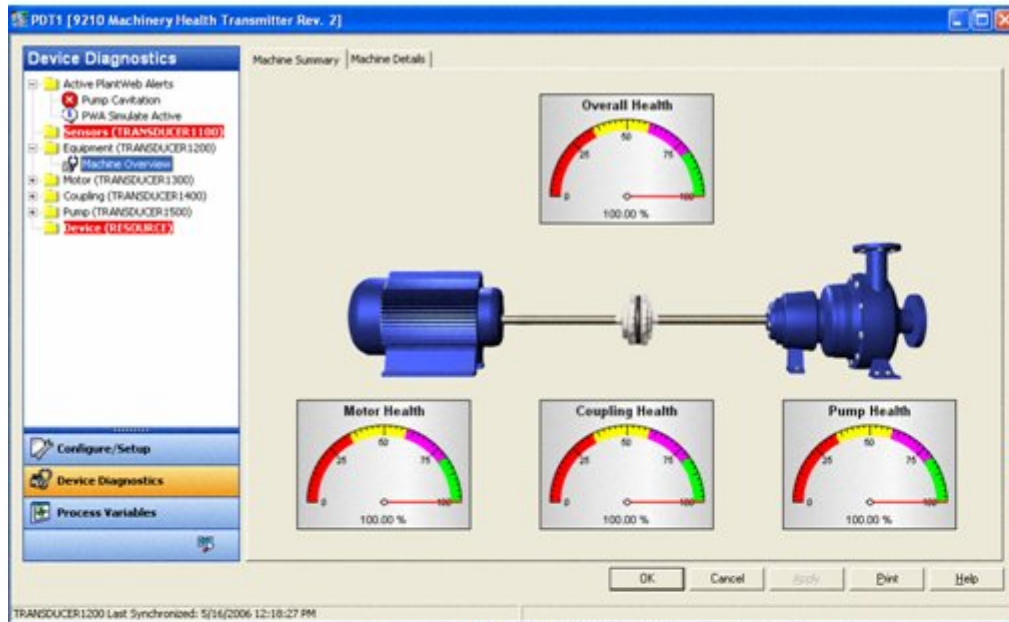 PDT1 [9210 Machinery Health Transmitter Rev. 2]
Device Diagnostics
Active PlantWeb Alerts
Pump Cavitation
PWA Simulate Active
Sensors (TRANSDUCER1100)
Equipment (TRANSDUCER1200)
Machine Overview
Motor (TRANSDUCER1300)
Coupling (TRANSDUCER1400)
Pump (TRANSDUCER1500)
Device (RESOURCE)
Configure/Setup
Device Diagnostics
Process Variables
Machine Summary
Machine Details
Overall Health
0 25 50 75 100
100.00 %
Motor Health
0 25 50 75 100
100.00 %
Coupling Health
0 25 50 75 100
100.00 %
Pump Health
0 25 50 75 100
100.00 %
OK Cancel Apply Print Help
TRANSDUCER1200 Last Synchronized: 5/16/2006 12:18:27 PM